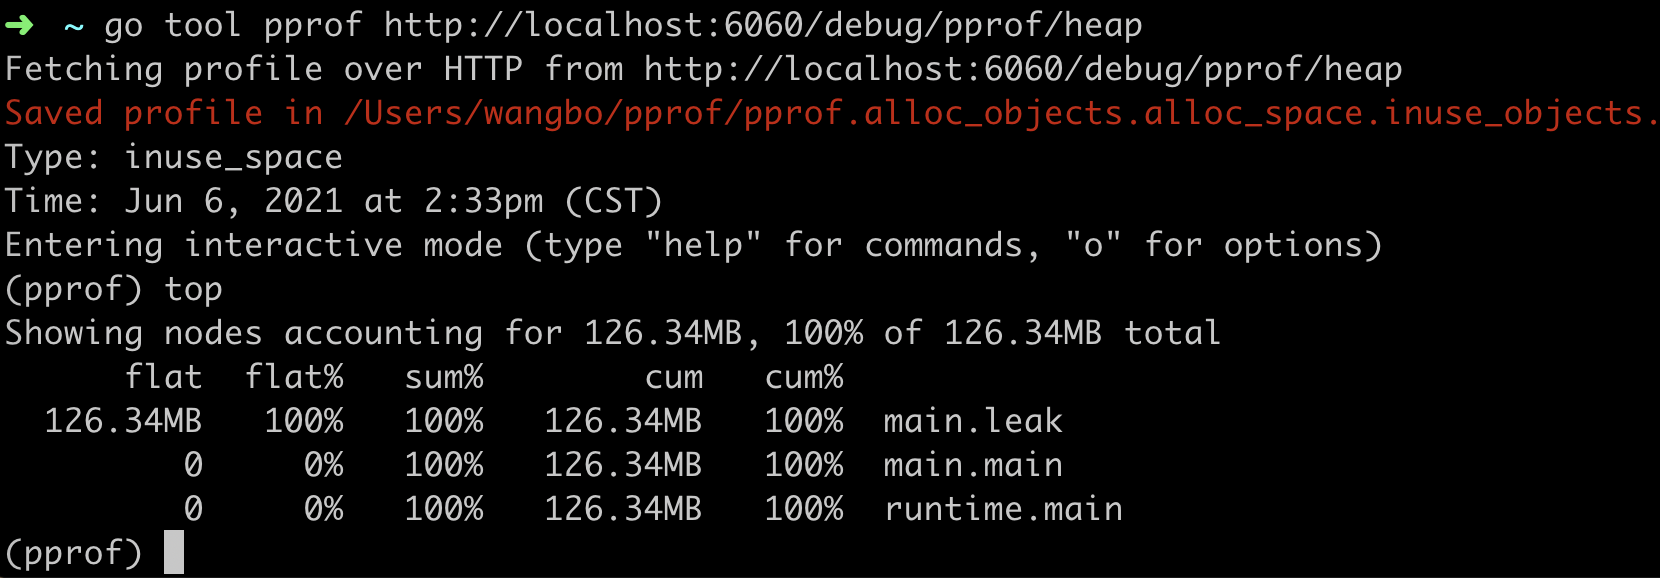 ➜ ~ go tool pprof http://localhost:6060/debug/pprof/heap
Fetching profile over HTTP from http://localhost:6060/debug/pprof/heap
Saved profile in /Users/wangbo/pprof/pprof.alloc_objects.alloc_space.inuse_objects.
Type: inuse_space
Time: Jun 6, 2021 at 2:33pm (CST)
Entering interactive mode (type "help" for commands, "o" for options)
(pprof) top
Showing nodes accounting for 126.34MB, 100% of 126.34MB total
      flat  flat%   sum%        cum   cum%
  126.34MB   100%   100%   126.34MB   100%  main.leak
         0     0%   100%   126.34MB   100%  main.main
         0     0%   100%   126.34MB   100%  runtime.main
(pprof)